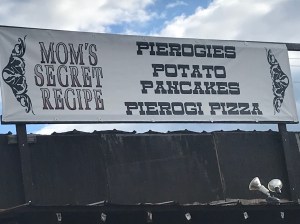 MOM'S
SECRET
RECIPE
PIEROGIES
POTATO
PANCAKES
PIEROGI PIZZA